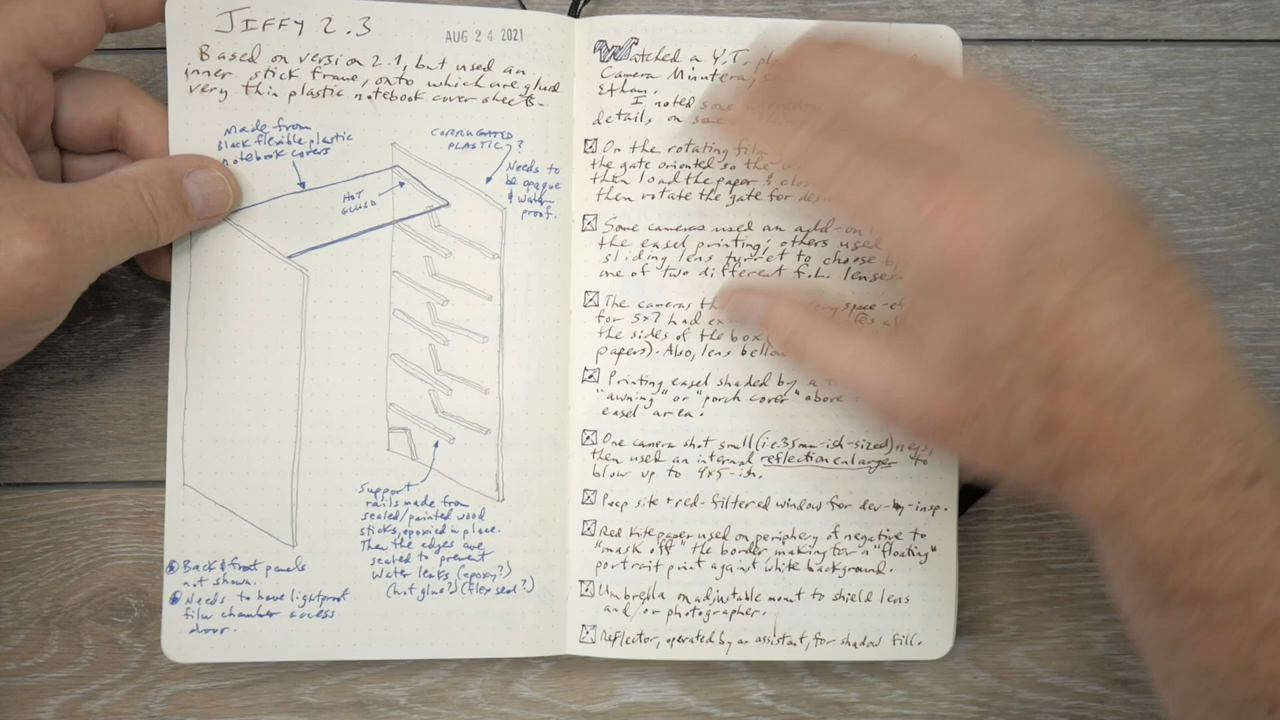 JIFFY 2.3
AUG 24 2021
Based on version 2.1, but used an
inner stick frame, onto which are glued
very thin plastic notebook cover sheets.
Made from
black flexible plastic
notebook covers
CORRUGATED
PLASTIC?
Needs to
be opaque
& water
proof.
HOT
GLUED
Support
rails made from
sealed/painted wood
sticks, epoxied in place.
Then the edges are
sealed to prevent
water leaks (epoxy?)
(hot glue?) (flex seal?)
Back & front panels
not shown.
Needs to have lightproof
film chamber access
door.
Watched a Y.T.
Camera Minutera,
Ethan.
I noted some
details on some
On the rotating film
the gate oriented so the
then load the paper & close
then rotate the gate for
Some cameras used an add-on
the easel printing; others used
sliding lens turret to choose
one of two different f.l. lenses.
The cameras
for 5x7 had
the sides of the box
papers). Also, lens bellows
Printing easel shaded by a
"awning" or "porch cover" above
easel area.
One camera shot small (i.e. 35mm-ish-sized) negs,
then used an internal reflection enlarger to
blow up to 4x5-ish.
Peep site + red-filtered window for dev-by-insp.
Red Kite paper used on periphery of negative to
"mask off" the border making for a "floating"
portrait print against white background.
Umbrella on adjustable mount to shield lens
and/or photographer.
Reflector, operated by an assistant, for shadow fill.